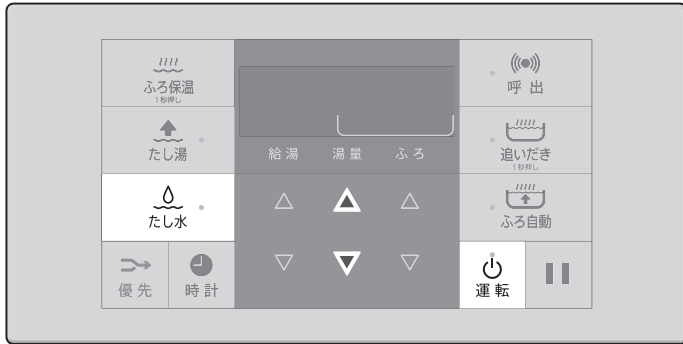 ふろ保温
1秒押し
たし湯
たし水
優先
時計
給湯 湯量 ふろ
呼出
追いだき
1秒押し
ふろ自動
運転